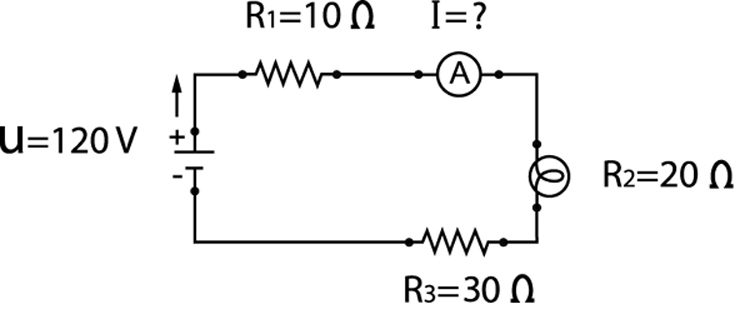 R1=10 Ω I=?
A
u=120 V +
-
R2=20 Ω
R3=30 Ω